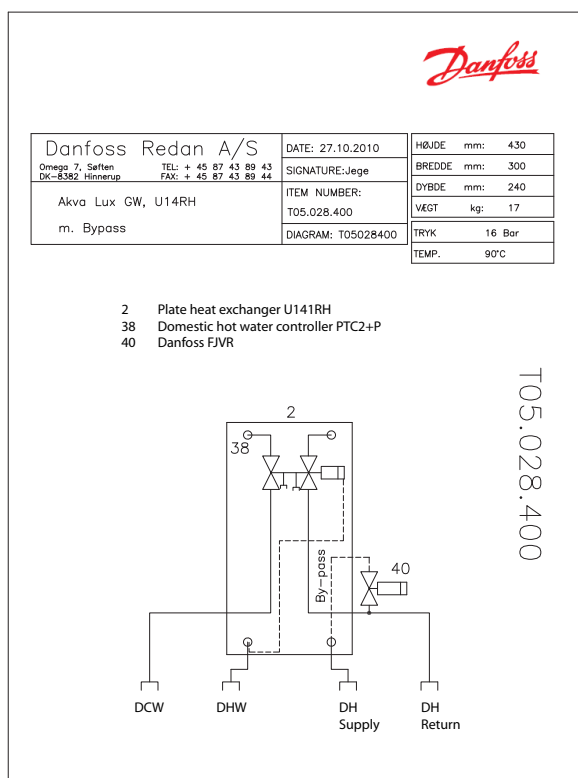 Danfoss
Danfoss Redan A/S
Omega 7, Søften TEL: + 45 87 43 89 43
DK-8382 Hinnerup FAX: + 45 87 43 89 44
Akva Lux GW, U14RH
m. Bypass
DATE: 27.10.2010
SIGNATURE:Jege
ITEM NUMBER:
T05.028.400
DIAGRAM: T05028400
HØJDE mm: 430
BREDDE mm: 300
DYBDE mm: 240
VÆGT kg: 17
TRYK 16 Bar
TEMP. 90°C
2 Plate heat exchanger U141RH
38 Domestic hot water controller PTC2+P
40 Danfoss FJVR
T05.028.400
2
38
By-pass
40
DCW
DHW
DH
Supply
DH
Return